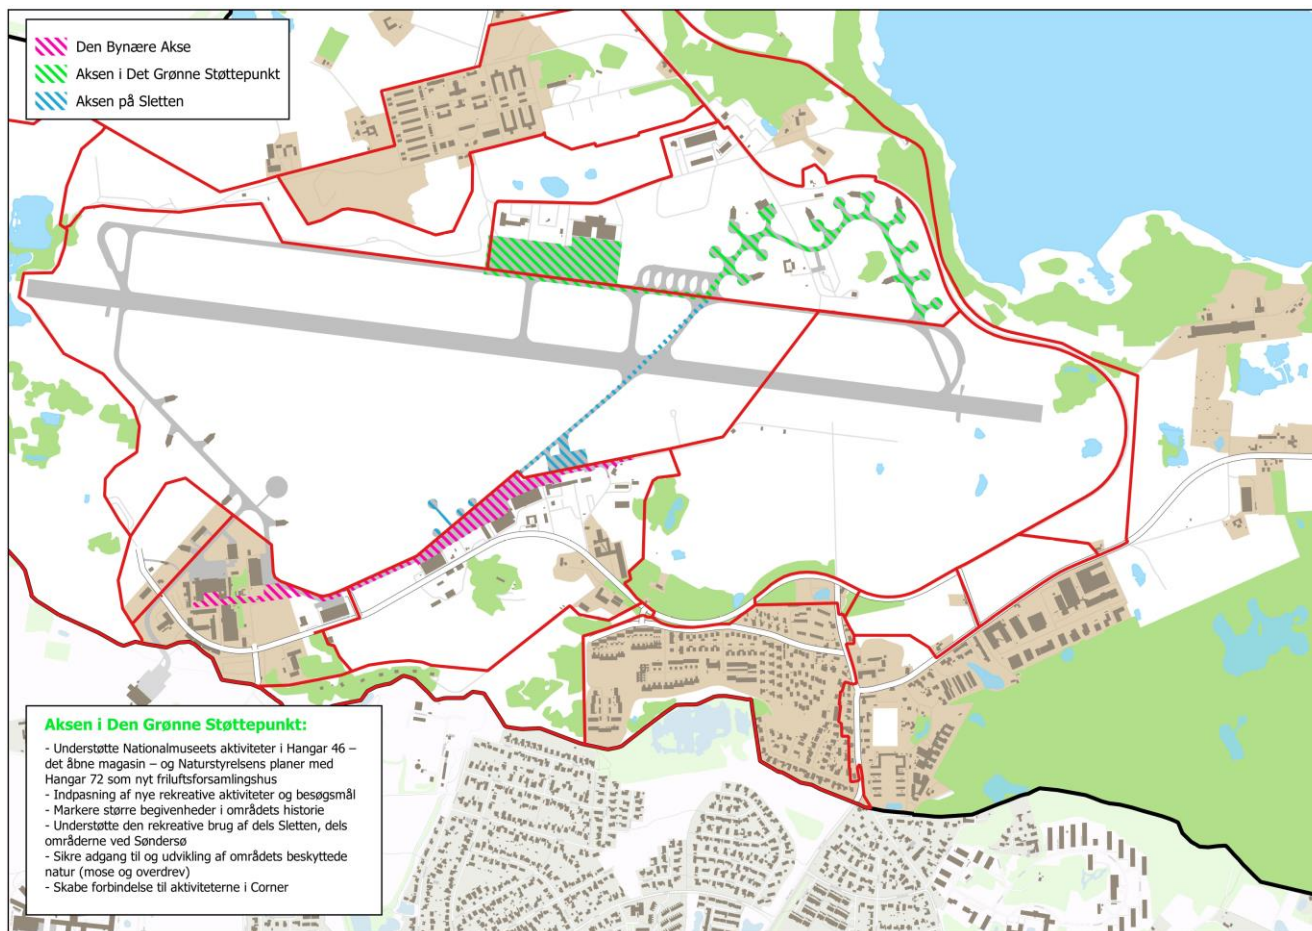 Den Bynære Akse
Aksen i Det Grønne Støttepunkt
Aksen på Sletten
Aksen i Den Grønne Støttepunkt:
- Understøtte Nationalmuseets aktiviteter i Hangar 46 –
det åbne magasin – og Naturstyrelsens planer med
Hangar 72 som nyt friluftsforsamlingshus
- Indpasning af nye rekreative aktiviteter og besøgsmål
- Markere større begivenheder i områdets historie
- Understøtte den rekreative brug af dels Sletten, dels
områderne ved Søndersø
- Sikre adgang til og udvikling af områdets beskyttede
natur (mose og overdrev)
- Skabe forbindelse til aktiviteterne i Corner